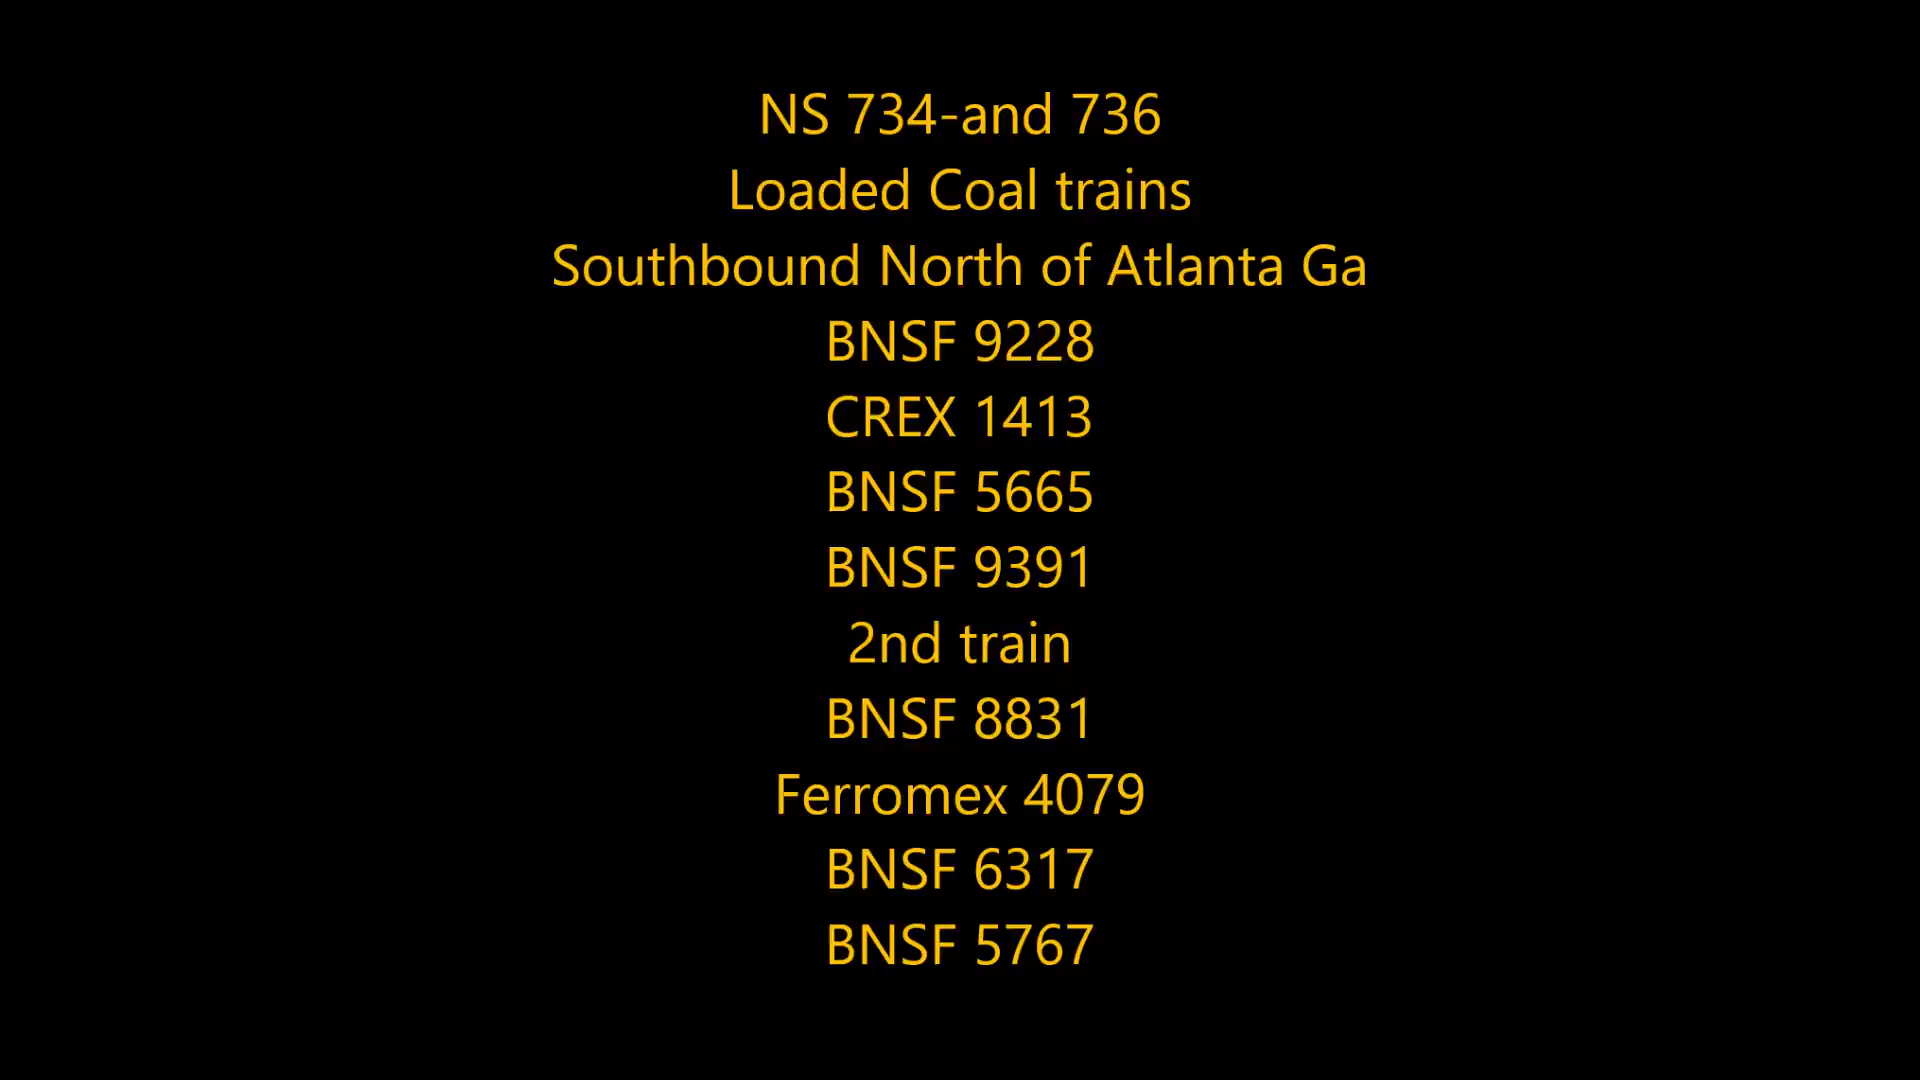 NS 734-and 736
Loaded Coal trains
Southbound North of Atlanta Ga
BNSF 9228
CREX 1413
BNSF 5665
BNSF 9391
2nd train
BNSF 8831
Ferromex 4079
BNSF 6317
BNSF 5767